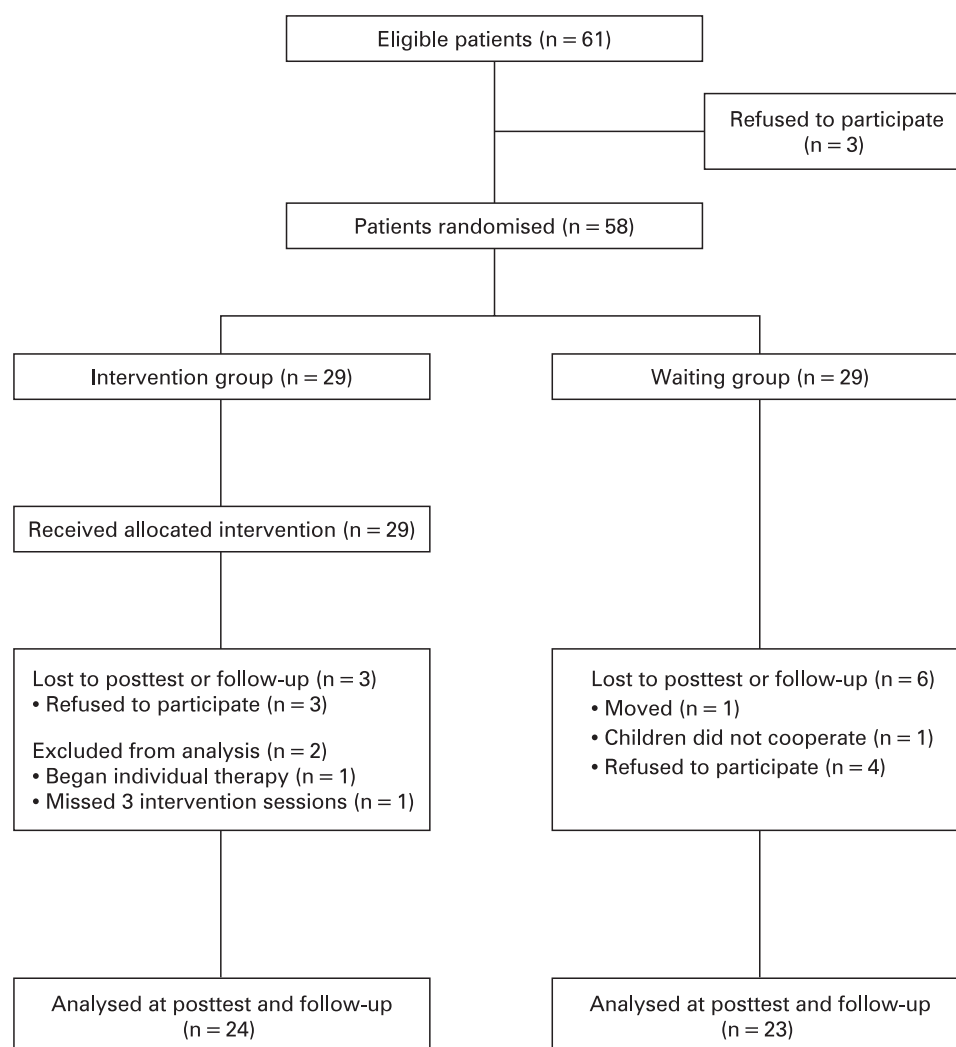 Eligible patients (n = 61)
Refused to participate
(n = 3)
Patients randomised (n = 58)
Intervention group (n = 29)
Waiting group (n = 29)
Received allocated intervention (n = 29)
Lost to posttest or follow-up (n = 3)
• Refused to participate (n = 3)
Excluded from analysis (n = 2)
• Began individual therapy (n = 1)
• Missed 3 intervention sessions (n = 1)
Lost to posttest or follow-up (n = 6)
• Moved (n = 1)
• Children did not cooperate (n = 1)
• Refused to participate (n = 4)
Analysed at posttest and follow-up
(n = 24)
Analysed at posttest and follow-up
(n = 23)